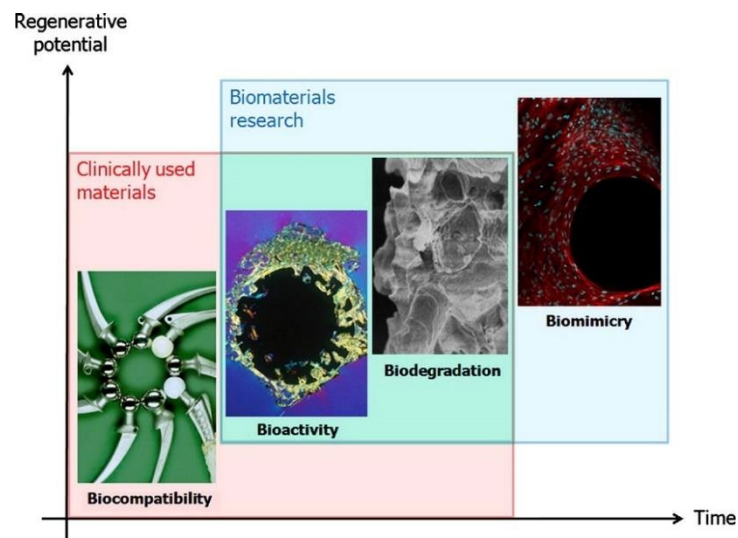 Regenerative
potential
Biomaterials
research
Clinically used
materials
Biomimicry
Biodegradation
Bioactivity
Biocompatibility
Time